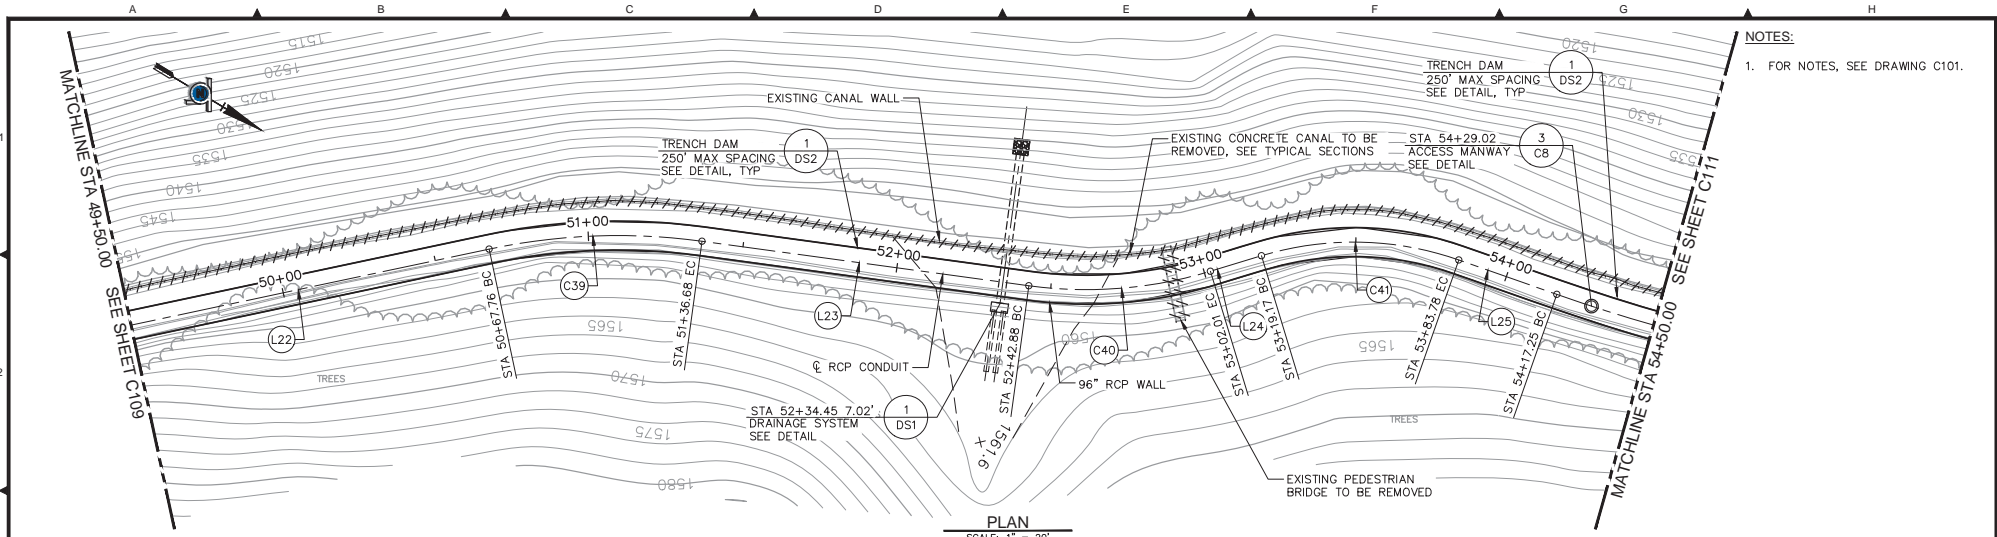 A B C D E F G H
1
2
NOTES:
1. FOR NOTES, SEE DRAWING C101.
MATCHLINE STA 49+50.00
SEE SHEET C109
N
1515
1520
1525
1530
1535
1540
1545
EXISTING CANAL WALL
TRENCH DAM
250' MAX SPACING
SEE DETAIL, TYP
1
DS2
EXISTING CONCRETE CANAL TO BE
REMOVED, SEE TYPICAL SECTIONS
TRENCH DAM
250' MAX SPACING
SEE DETAIL, TYP
1
DS2
STA 54+29.02
ACCESS MANWAY
SEE DETAIL
3
C8
1520
1525
1530
1535
SEE SHEET C111
MATCHLINE STA 54+50.00
50+00
51+00
52+00
53+00
54+00
L22
C39
L23
C40
L24
C41
L25
STA 50+67.76 BC
STA 51+36.68 EC
STA 52+42.88 BC
STA 53+02.01 EC
STA 53+19.17 BC
STA 53+83.78 EC
STA 54+17.25 BC
1565
1570
1575
1580
1560
1565
1561.6
X
TREES
TREES
℄ RCP CONDUIT
96" RCP WALL
STA 52+34.45 7.02'
DRAINAGE SYSTEM
SEE DETAIL
1
DS1
EXISTING PEDESTRIAN
BRIDGE TO BE REMOVED
PLAN
SCALE: 1" = 20'